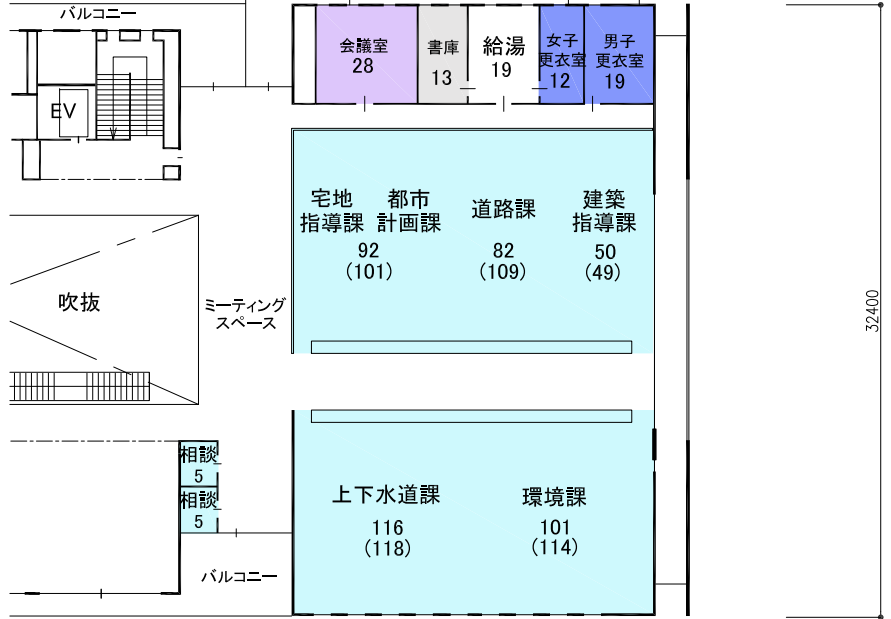 バルコニー
会議室
28
書庫
13
給湯
19
女子
更衣室
12
男子
更衣室
19
EV
宅地
指導課
都市
計画課
92
(101)
道路課
82
(109)
建築
指導課
50
(49)
吹抜
ミーティング
スペース
32400
相談
5
相談
5
上下水道課
116
(118)
環境課
101
(114)
バルコニー